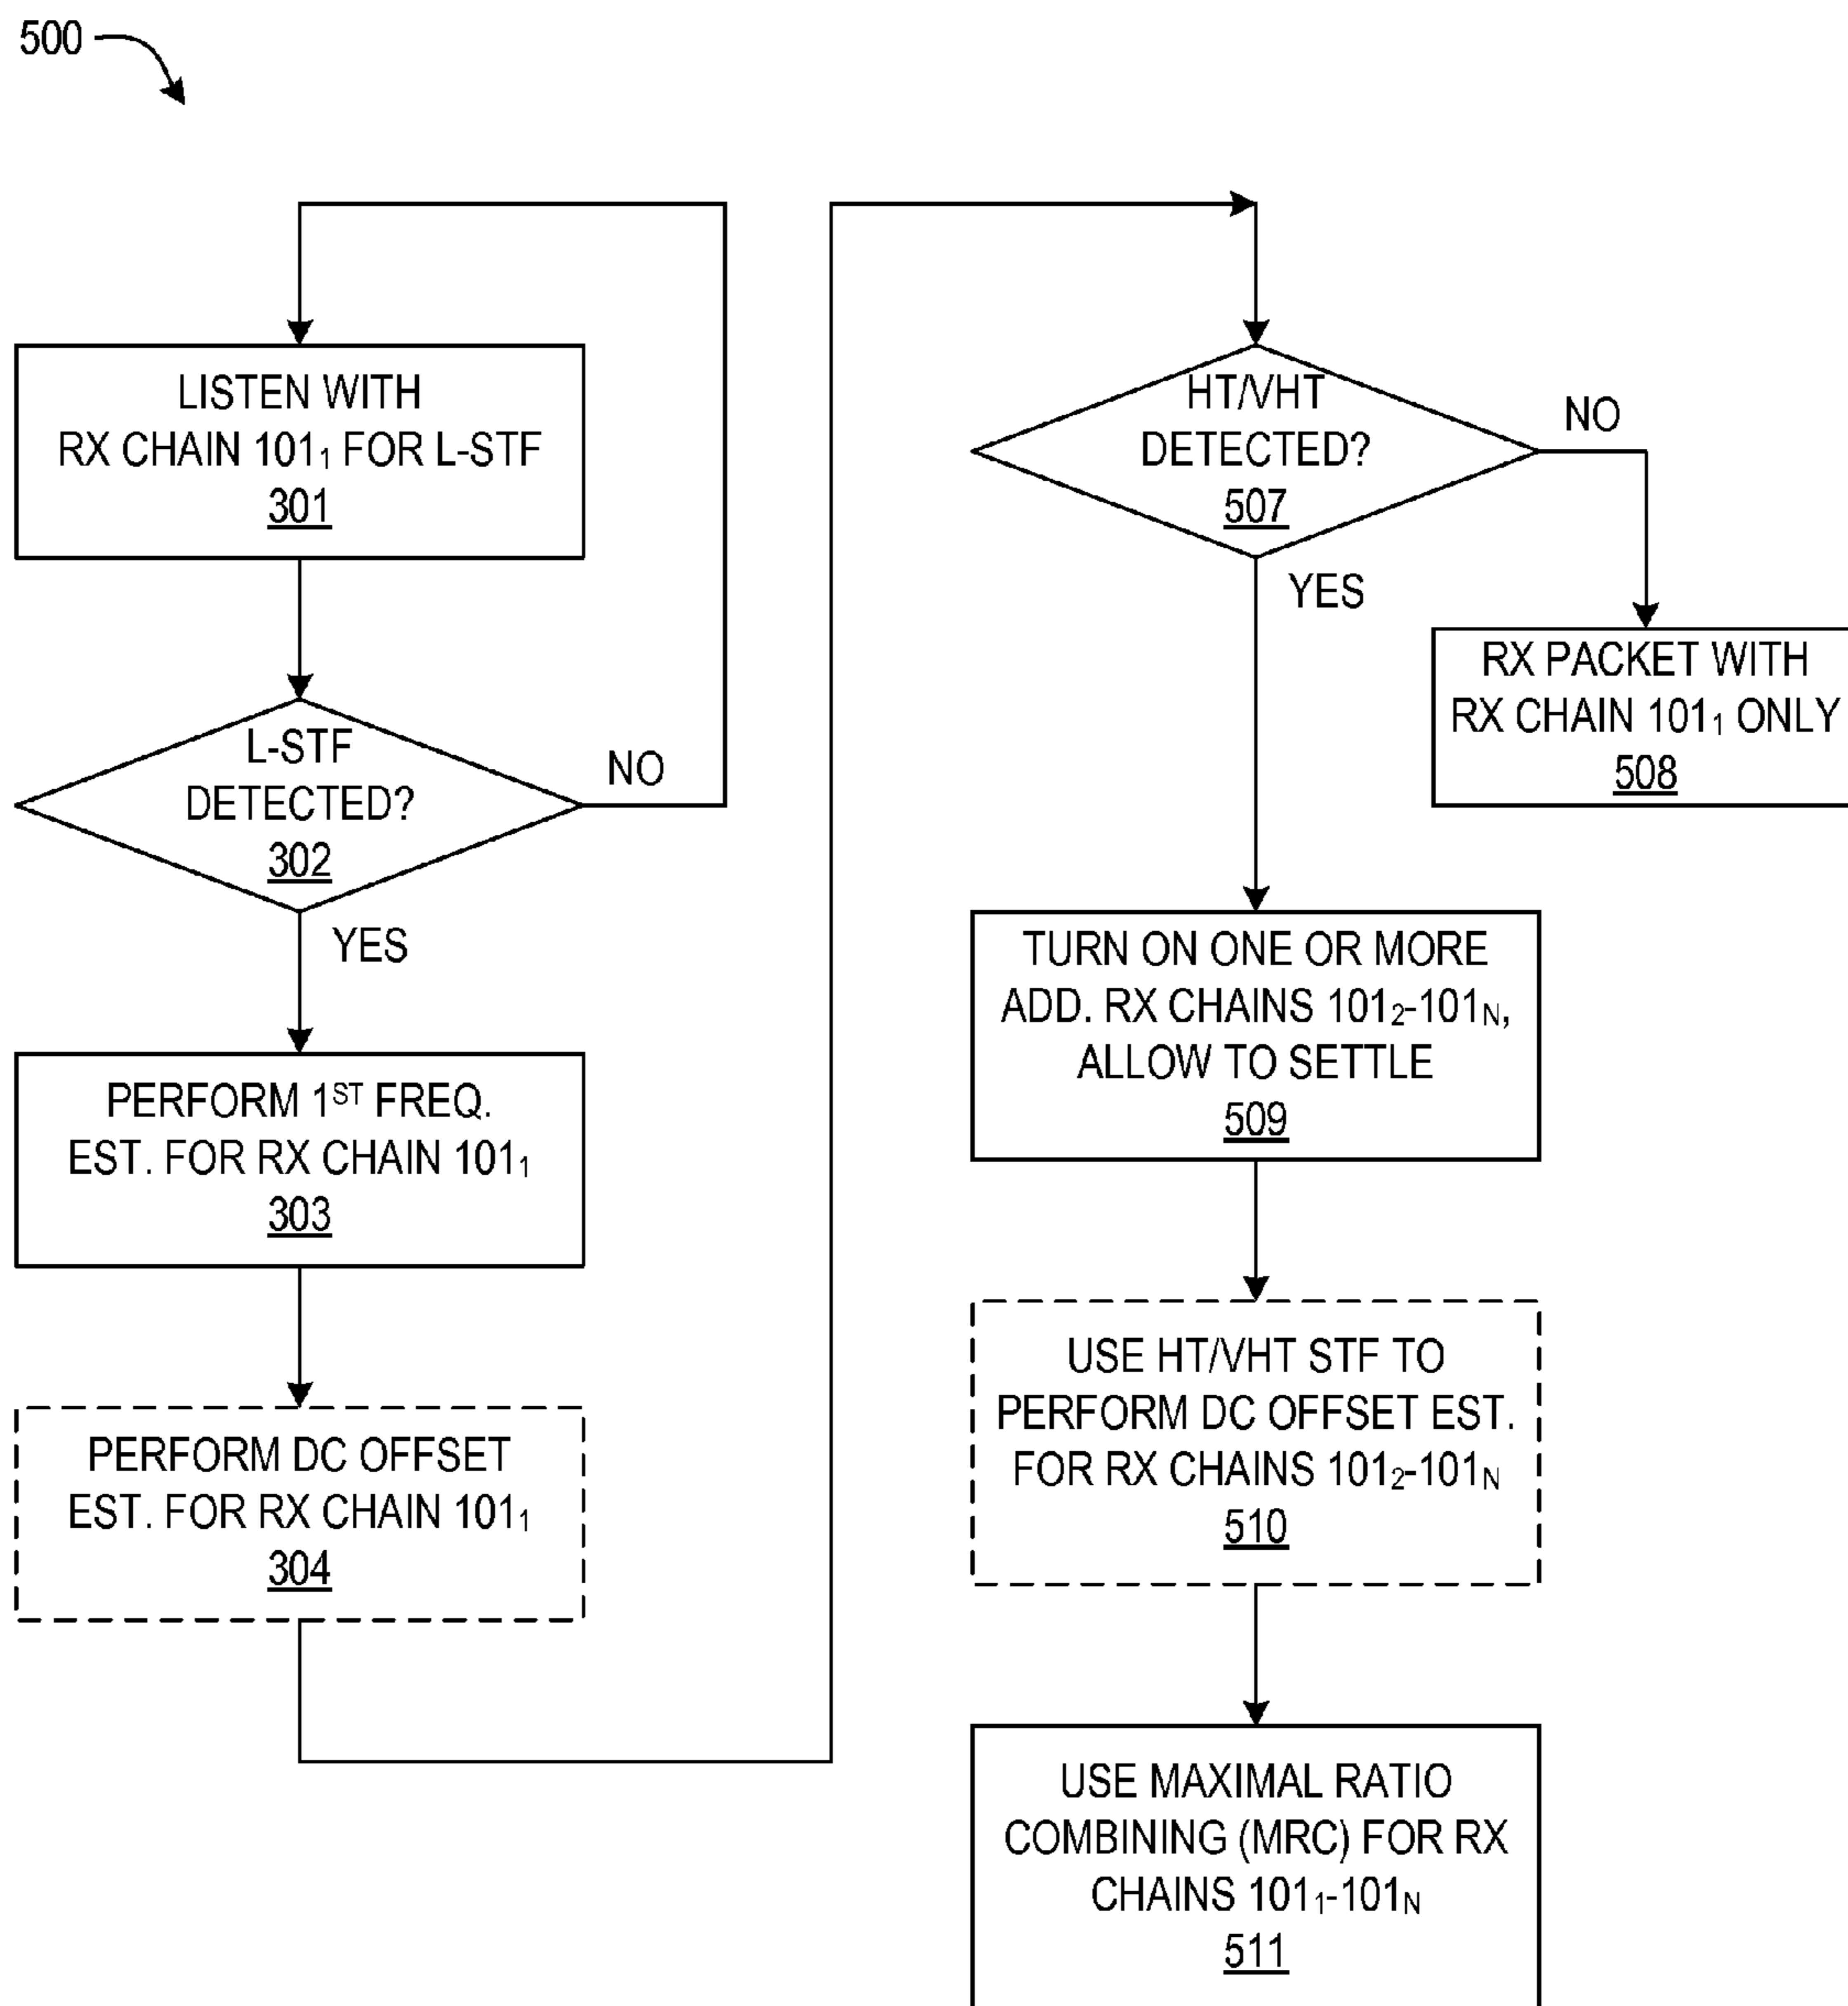 500
LISTEN WITH
RX CHAIN 101₁ FOR L-STF
301
L-STF
DETECTED?
302
NO
YES
PERFORM 1ST FREQ.
EST. FOR RX CHAIN 101₁
303
PERFORM DC OFFSET
EST. FOR RX CHAIN 101₁
304
HT/VHT
DETECTED?
507
NO
YES
RX PACKET WITH
RX CHAIN 101₁ ONLY
508
TURN ON ONE OR MORE
ADD. RX CHAINS 101₂-101N,
ALLOW TO SETTLE
509
USE HT/VHT STF TO
PERFORM DC OFFSET EST.
FOR RX CHAINS 101₂-101N
510
USE MAXIMAL RATIO
COMBINING (MRC) FOR RX
CHAINS 101₁-101N
511